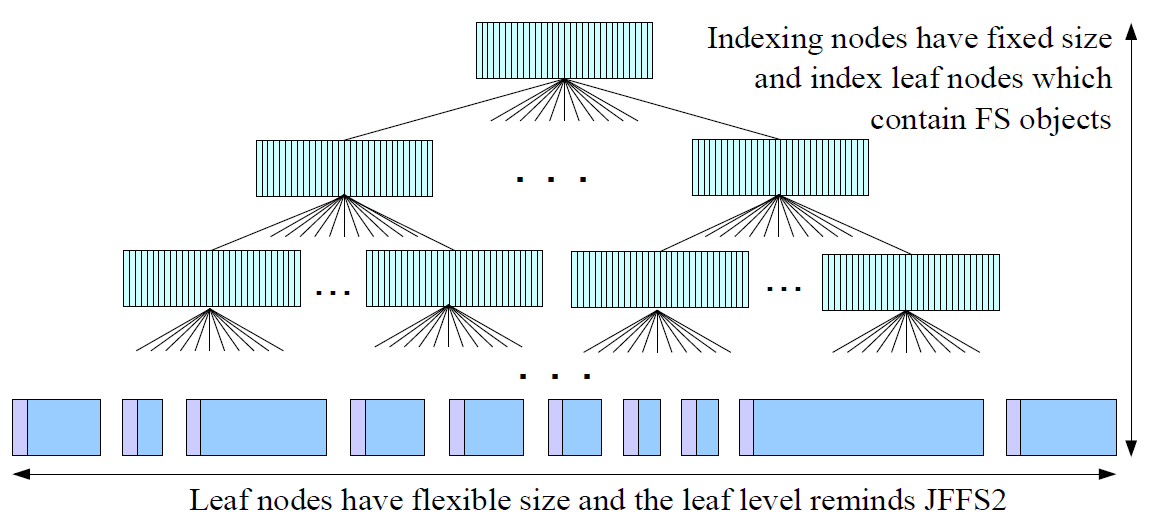 Indexing nodes have fixed size
and index leaf nodes which
contain FS objects
. . .
...
...
. . .
Leaf nodes have flexible size and the leaf level reminds JFFS2